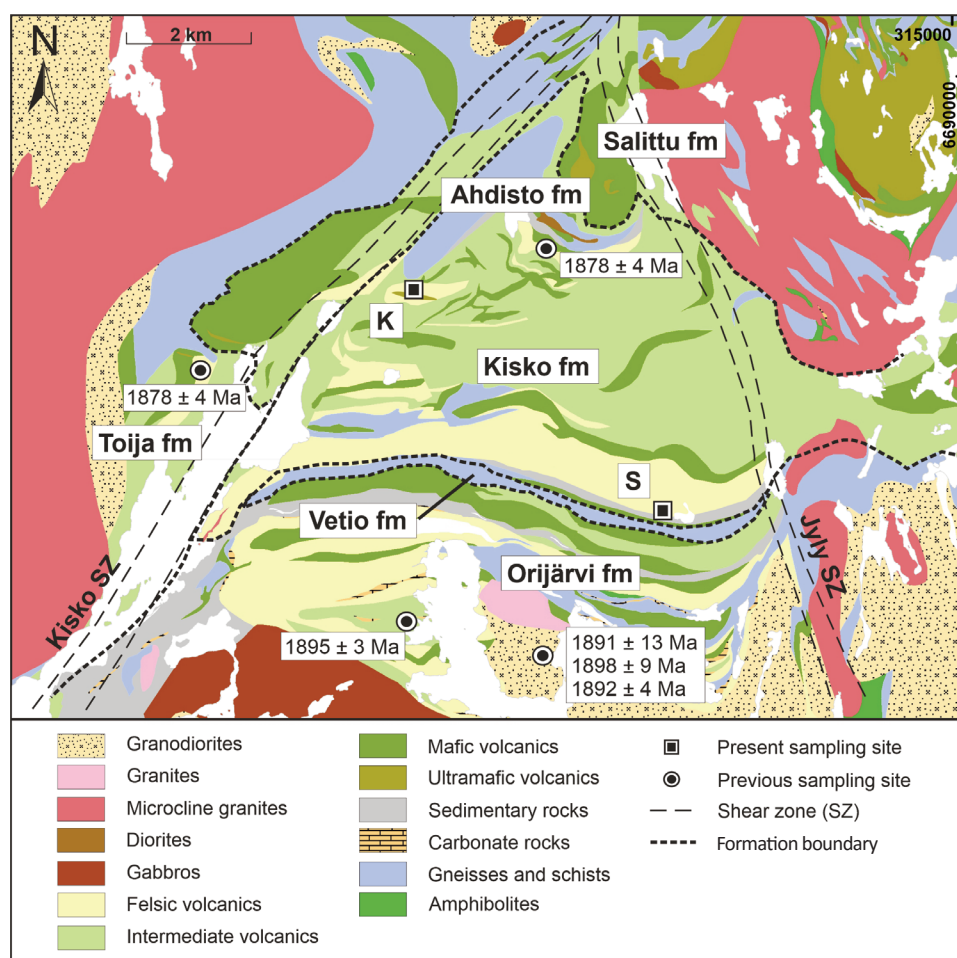 N
2 km
315000
6690000
Salittu fm
Ahdisto fm
1878 ± 4 Ma
K
Kisko fm
1878 ± 4 Ma
Toija fm
S
Vetio fm
Orijärvi fm
Kisko SZ
Jyly SZ
1895 ± 3 Ma
1891 ± 13 Ma
1898 ± 9 Ma
1892 ± 4 Ma
Granodiorites
Granites
Microcline granites
Diorites
Gabbros
Felsic volcanics
Intermediate volcanics
Mafic volcanics
Ultramafic volcanics
Sedimentary rocks
Carbonate rocks
Gneisses and schists
Amphibolites
Present sampling site
Previous sampling site
Shear zone (SZ)
Formation boundary